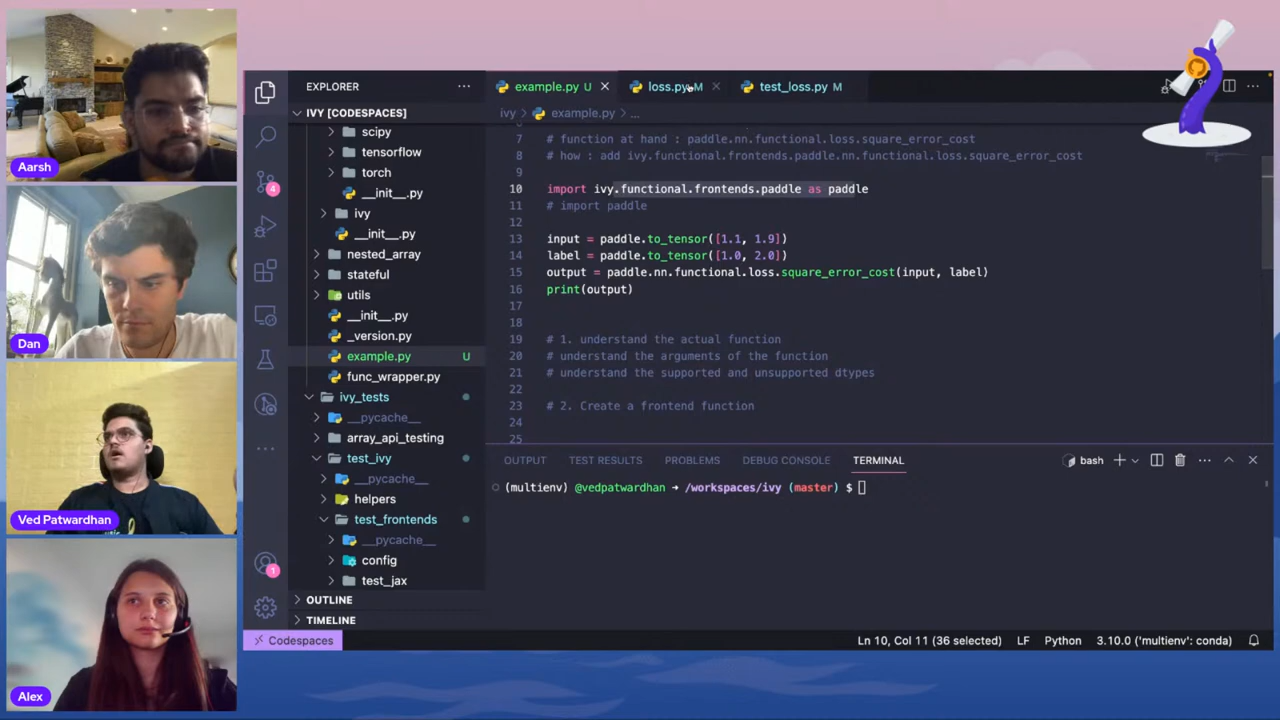 Aarsh
Dan
Ved Patwardhan
Alex
EXPLORER
IVY [CODESPACES]
scipy
tensorflow
torch
__init__.py
ivy
__init__.py
nested_array
stateful
utils
__init__.py
_version.py
example.py U
func_wrapper.py
ivy_tests
__pycache__
array_api_testing
test_ivy
__pycache__
helpers
test_frontends
__pycache__
config
test_jax
OUTLINE
TIMELINE
4
1
example.py U
loss.py M
test_loss.py M
ivy > example.py > ...
7 # function at hand : paddle.nn.functional.loss.square_error_cost
8 # how : add ivy.functional.frontends.paddle.nn.functional.loss.square_error_cost
9
10 import ivy.functional.frontends.paddle as paddle
11 # import paddle
12
13 input = paddle.to_tensor([1.1, 1.9])
14 label = paddle.to_tensor([1.0, 2.0])
15 output = paddle.nn.functional.loss.square_error_cost(input, label)
16 print(output)
17
18
19 # 1. understand the actual function
20 # understand the arguments of the function
21 # understand the supported and unsupported dtypes
22
23 # 2. Create a frontend function
24
25
OUTPUT TEST RESULTS PROBLEMS DEBUG CONSOLE TERMINAL
bash
(multienv) @vedpatwardhan → /workspaces/ivy (master) $
Codespaces
Ln 10, Col 11 (36 selected) LF Python 3.10.0 ('multienv': conda)